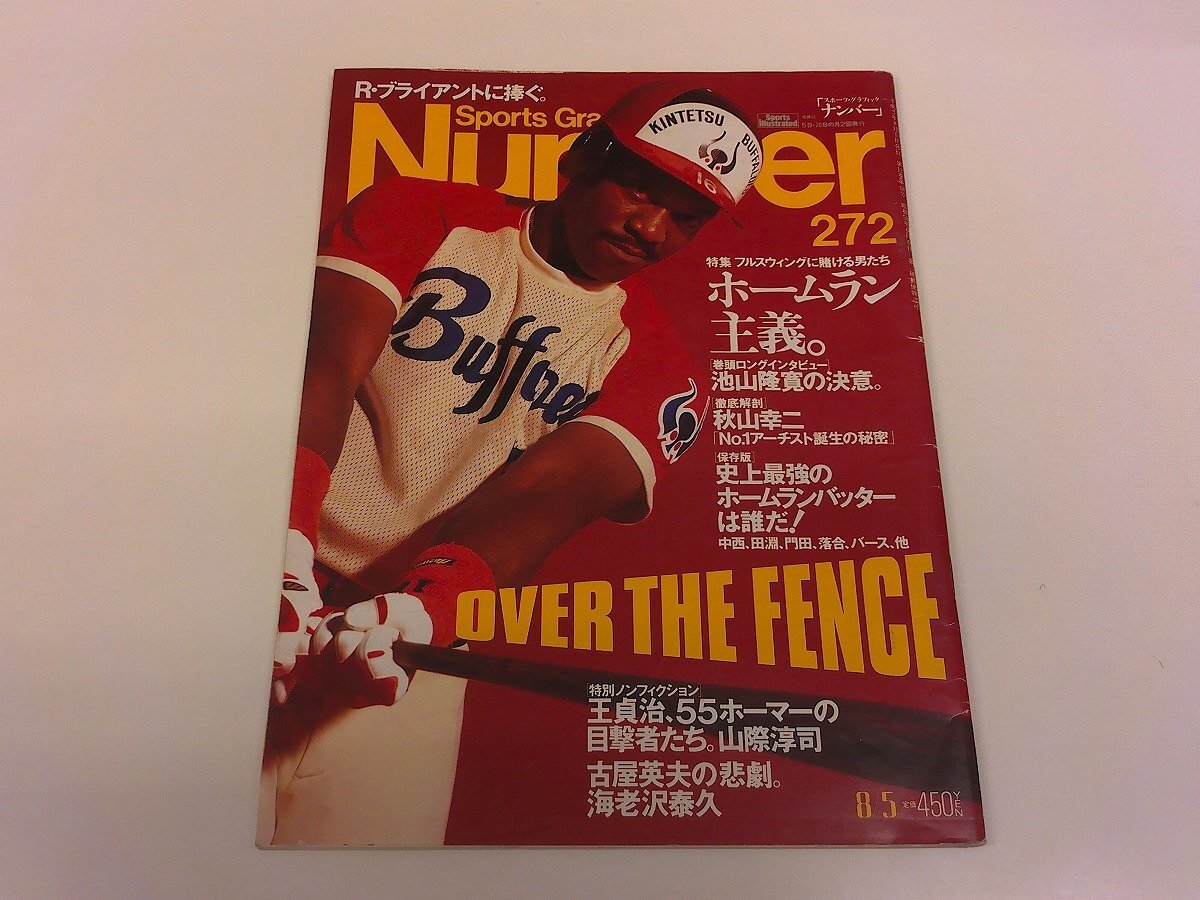 R・ブライアントに捧ぐ。
Sports Gra
Number
スポーツ・グラフィック
「ナンバー」
Sports Illustrated
272
KINTETSU BUFFALOES
16
Buffaloes
特集 フルスウィングに賭ける男たち
ホームラン
主義。
[巻頭ロングインタビュー]
池山隆寛の決意。
[徹底解剖]
秋山幸二
[No.1アーチスト誕生の秘密]
[保存版]
史上最強の
ホームランバッター
は誰だ!
中西、田淵、門田、落合、バース、他
OVER THE FENCE
[特別ノンフィクション]
王貞治、55ホーマーの
目撃者たち。山際淳司
古屋英夫の悲劇。
海老沢泰久
8/5 定価450YEN